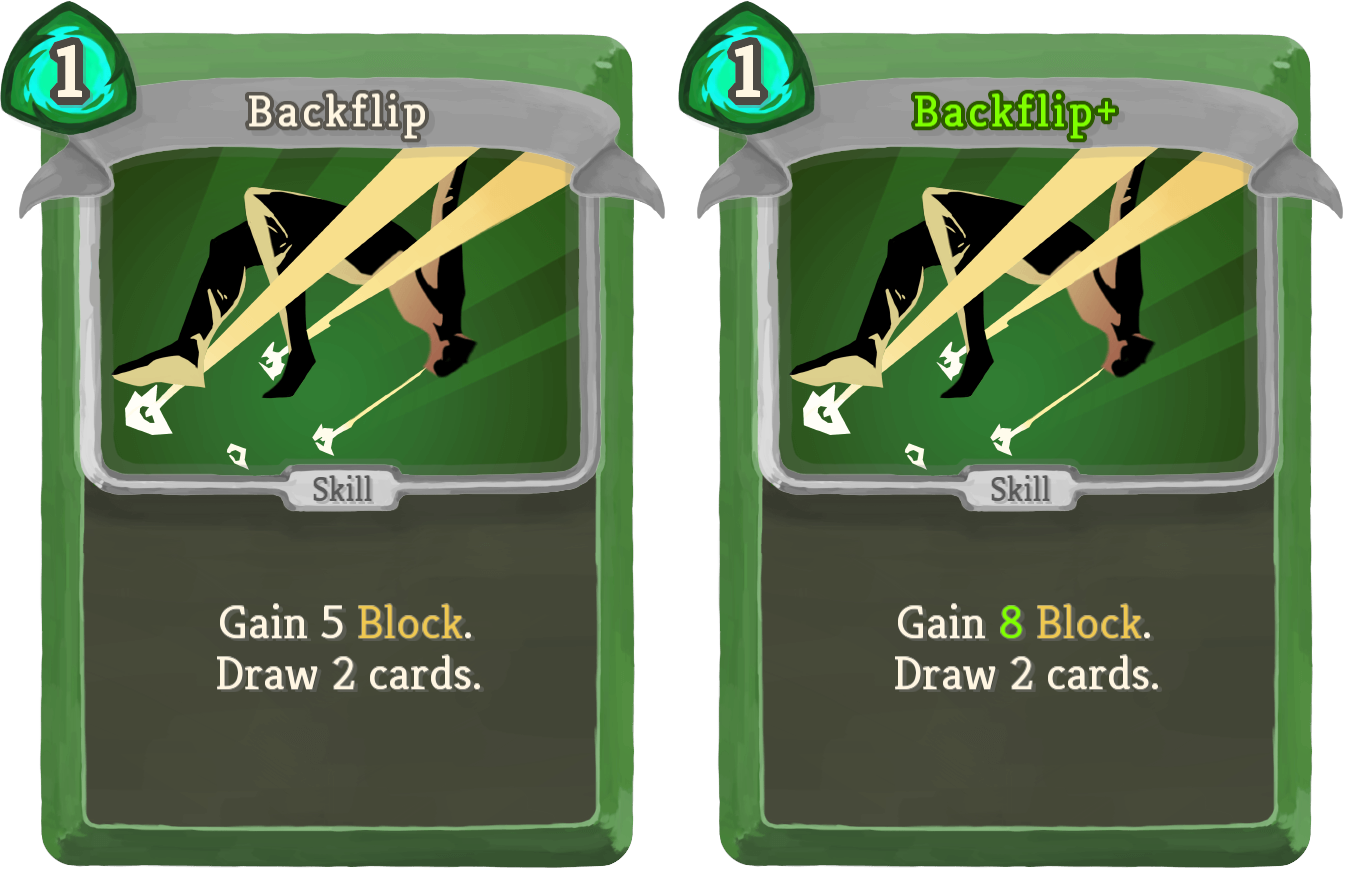 1
Backflip
Skill
Gain 5 Block.
Draw 2 cards.
1
Backflip+
Skill
Gain 8 Block.
Draw 2 cards.